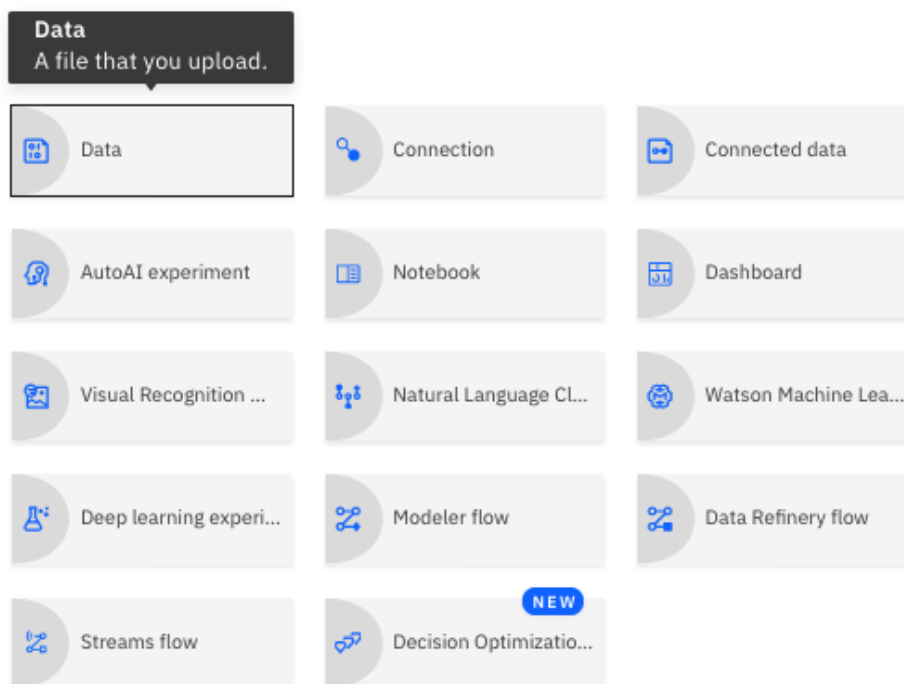 Data
A file that you upload.
Data
Connection
Connected data
AutoAI experiment
Notebook
Dashboard
Visual Recognition ...
Natural Language Cl...
Watson Machine Lea...
Deep learning experi...
Modeler flow
Data Refinery flow
NEW
Streams flow
Decision Optimizatio...